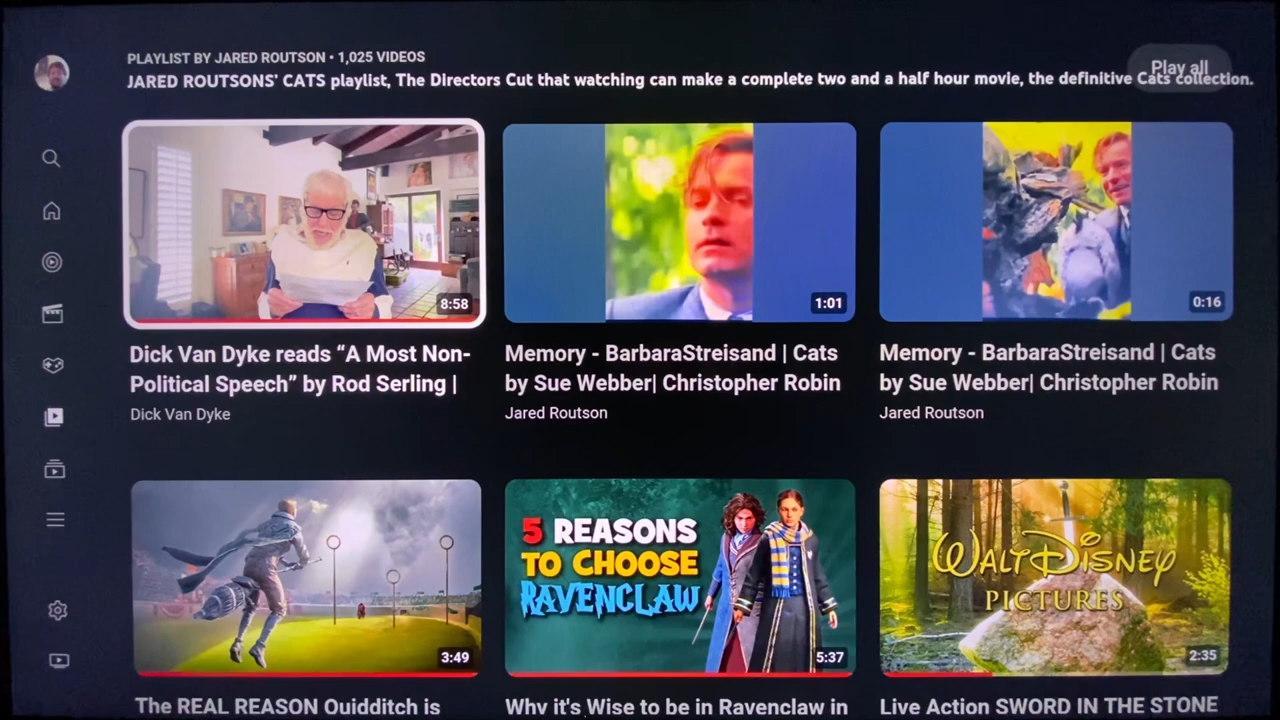 PLAYLIST BY JARED ROUTSON • 1,025 VIDEOS
JARED ROUTSONS' CATS playlist, The Directors Cut that watching can make a complete two and a half hour movie, the definitive Cats collection.
Play all
8:58
1:01
0:16
Dick Van Dyke reads “A Most Non-
Political Speech” by Rod Serling |
Dick Van Dyke
Memory - BarbaraStreisand | Cats
by Sue Webber| Christopher Robin
Jared Routson
Memory - BarbaraStreisand | Cats
by Sue Webber| Christopher Robin
Jared Routson
3:49
5 REASONS
TO CHOOSE
RAVENCLAW
5:37
WALT DISNEY
PICTURES
2:35
The REAL REASON Quidditch is
Why it's Wise to be in Ravenclaw in
Live Action SWORD IN THE STONE